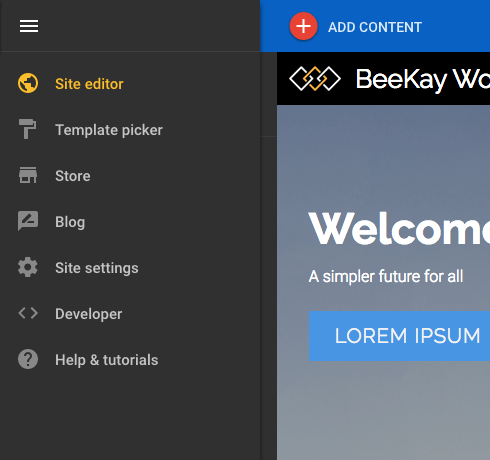 ADD CONTENT
Site editor
Template picker
Store
Blog
Site settings
Developer
Help & tutorials
BeeKay Wo
Welcome
A simpler future for all
LOREM IPSUM